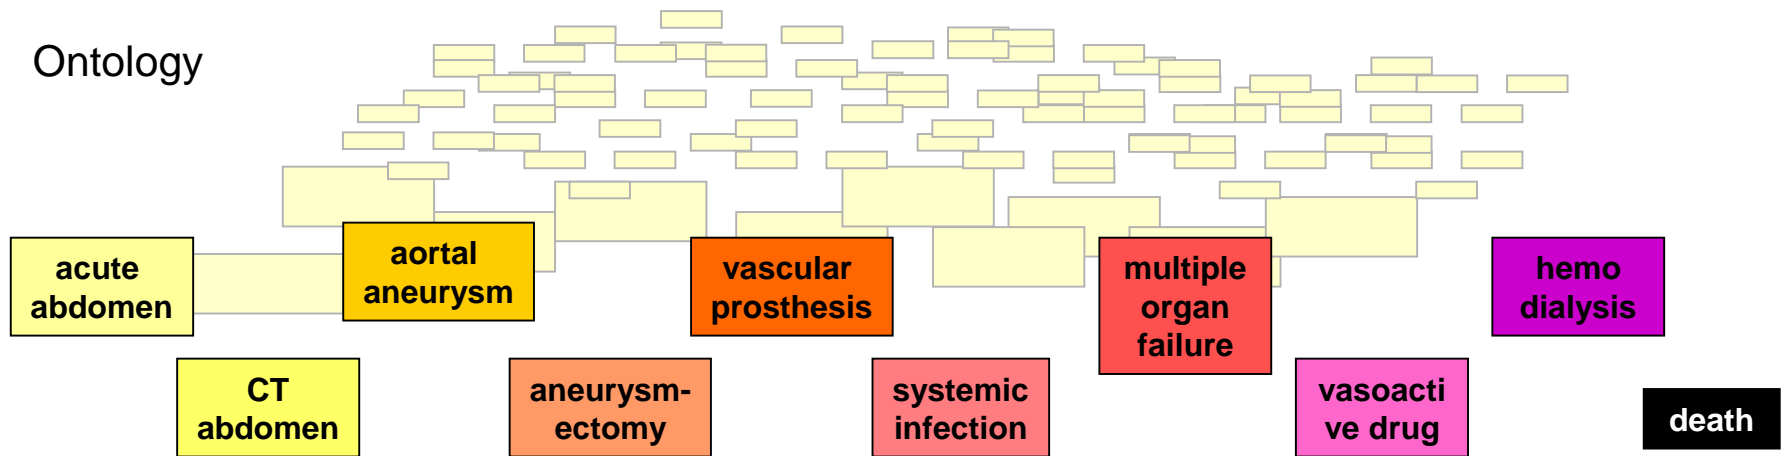 Ontology
acute
abdomen
CT
abdomen
aortal
aneurysm
aneurysm-
ectomy
vascular
prosthesis
systemic
infection
multiple
organ
failure
vasoacti
ve drug
hemo
dialysis
death